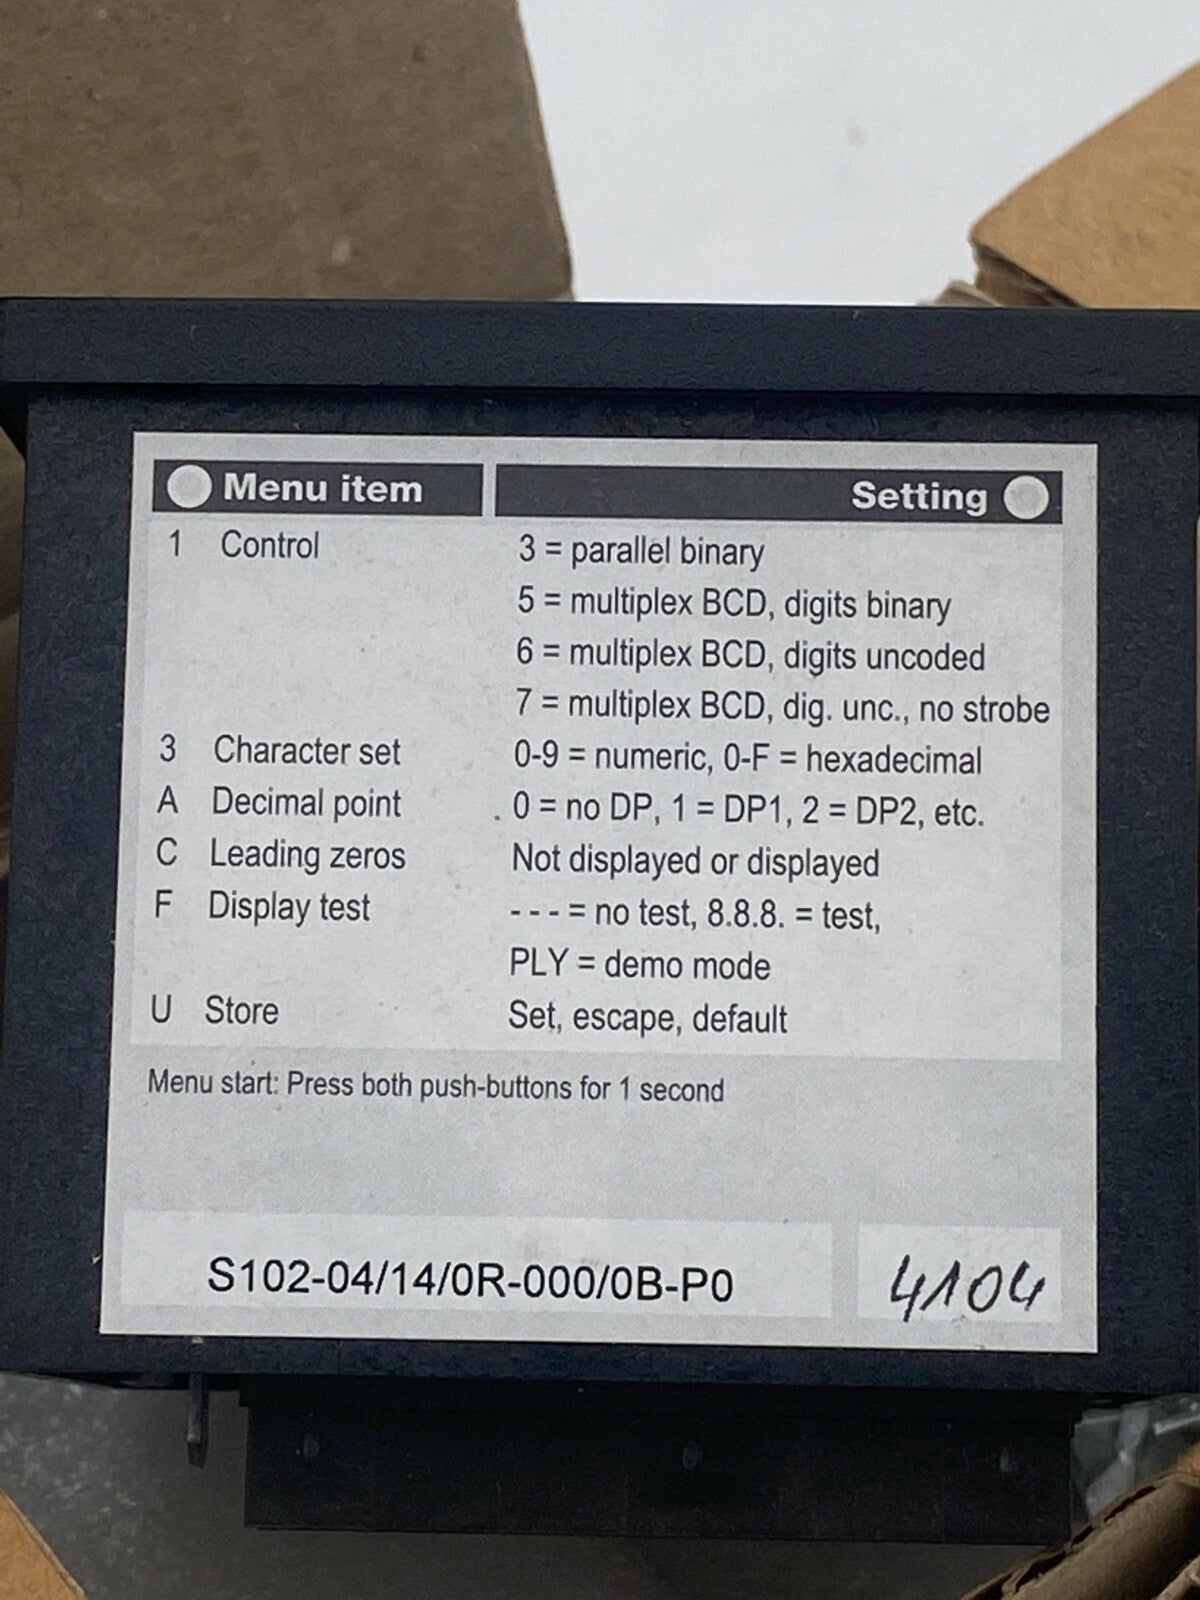 Menu item Setting
1 Control 3 = parallel binary
5 = multiplex BCD, digits binary
6 = multiplex BCD, digits uncoded
7 = multiplex BCD, dig. unc., no strobe
3 Character set 0-9 = numeric, 0-F = hexadecimal
A Decimal point . 0 = no DP, 1 = DP1, 2 = DP2, etc.
C Leading zeros Not displayed or displayed
F Display test - - - = no test, 8.8.8. = test,
PLY = demo mode
U Store Set, escape, default
Menu start: Press both push-buttons for 1 second
S102-04/14/0R-000/0B-P0 4104